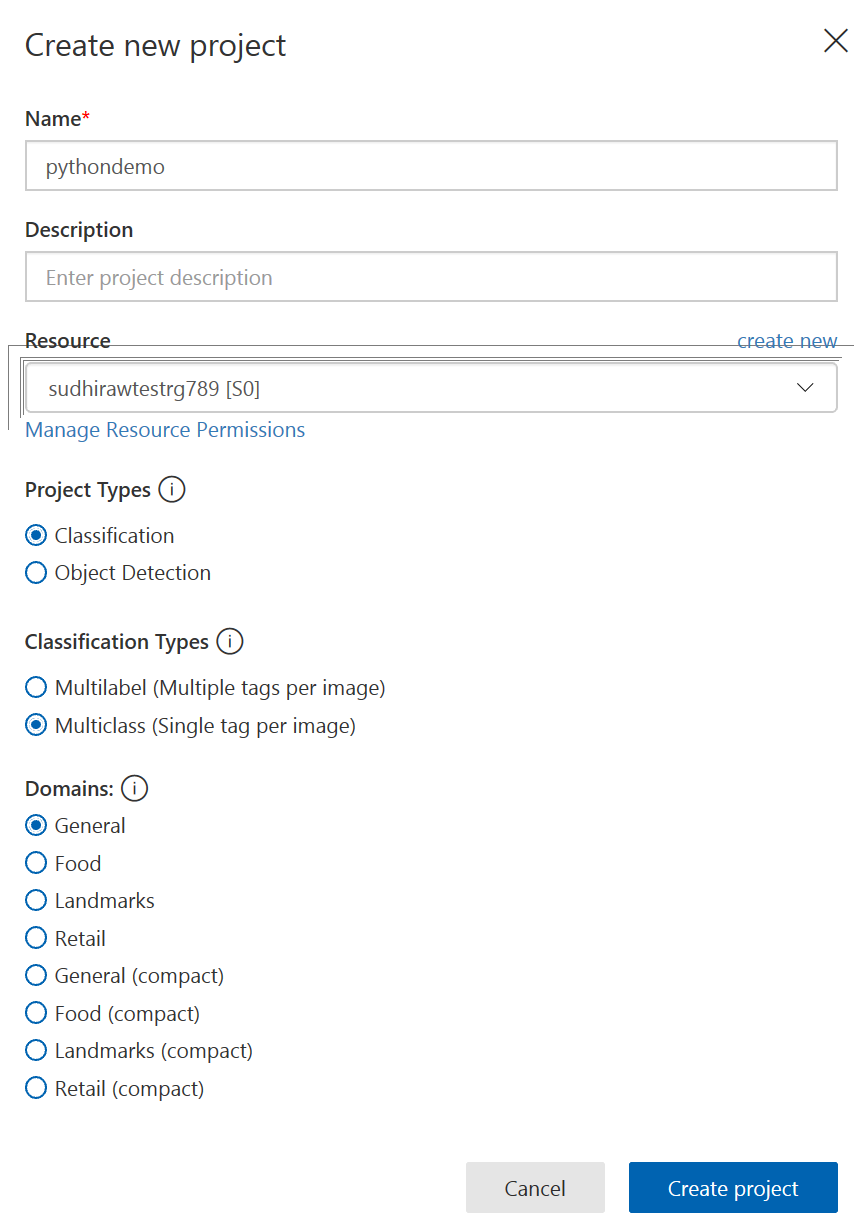 Create new project
Name*
pythondemo
Description
Enter project description
Resource create new
sudhirawtestrg789 [S0]
Manage Resource Permissions
Project Types i
Classification
Object Detection
Classification Types i
Multilabel (Multiple tags per image)
Multiclass (Single tag per image)
Domains: i
General
Food
Landmarks
Retail
General (compact)
Food (compact)
Landmarks (compact)
Retail (compact)
Cancel Create project